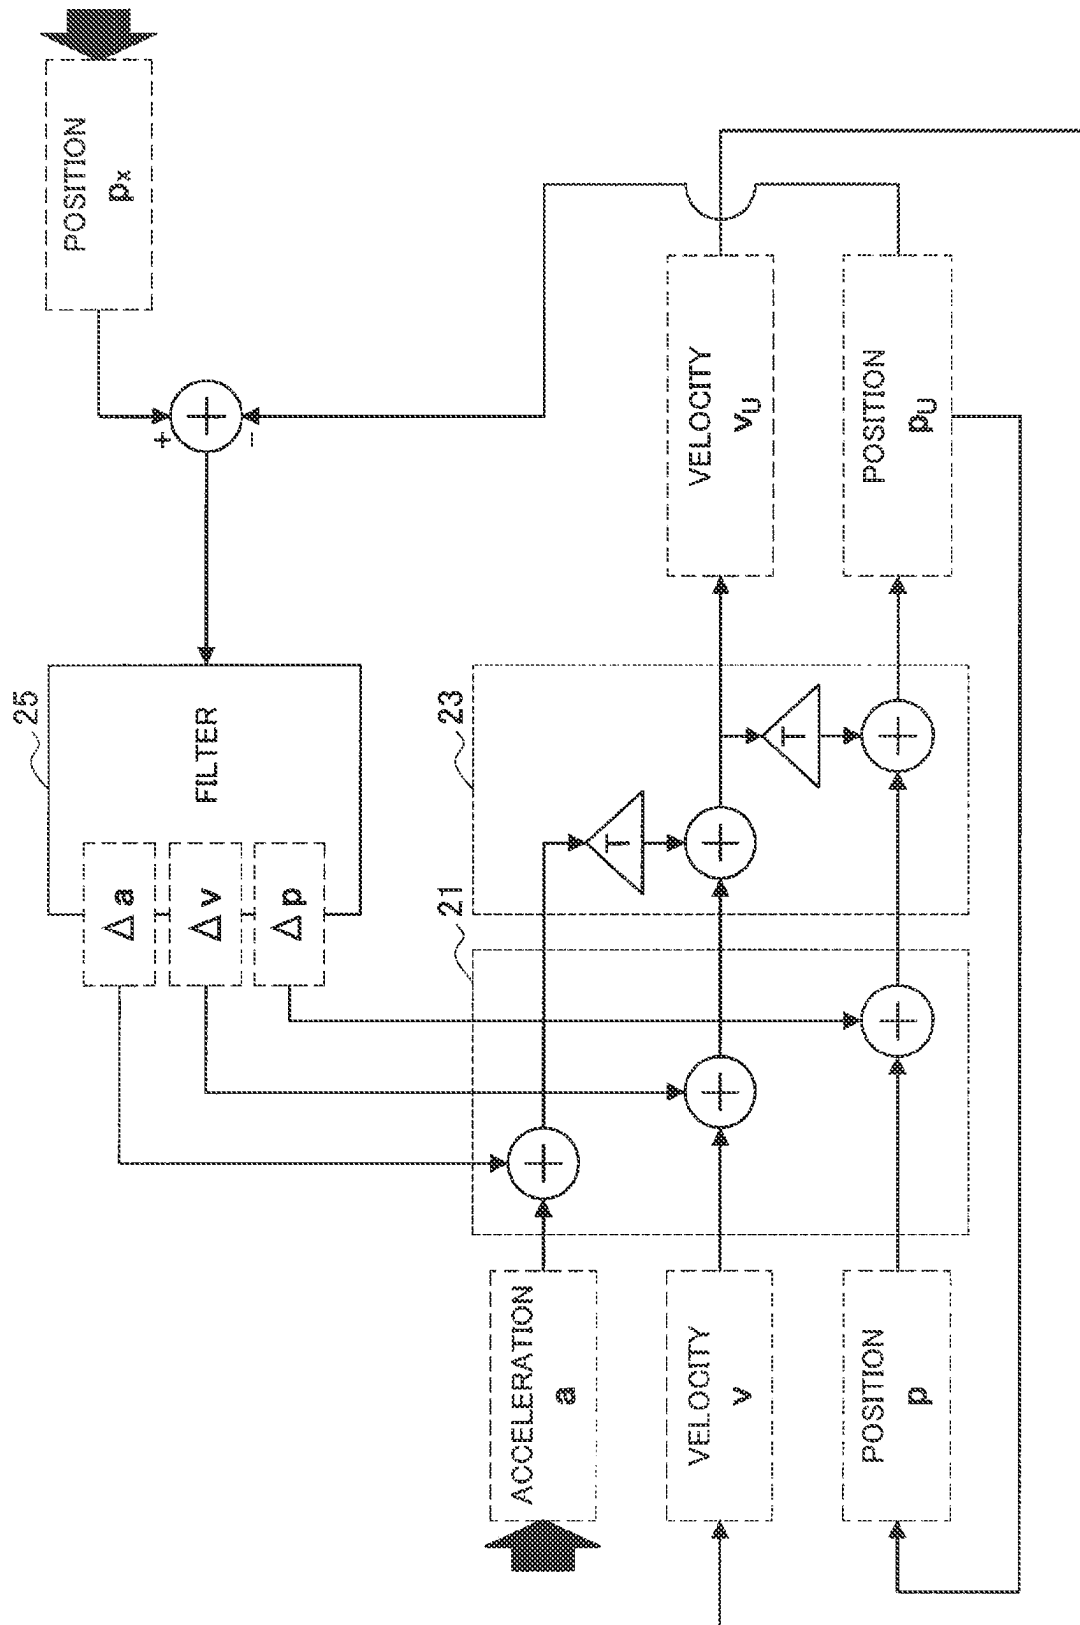 POSITION
px
+
-
25
FILTER
Δa
Δv
Δp
23
T
T
21
VELOCITY
vU
POSITION
pU
ACCELERATION
a
VELOCITY
v
POSITION
p